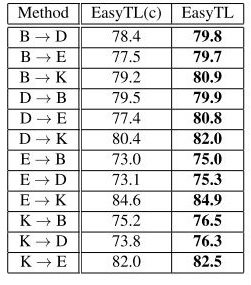 Method EasyTL(c) EasyTL
B → D 78.4 79.8
B → E 77.5 79.7
B → K 79.2 80.9
D → B 79.5 79.9
D → E 77.4 80.8
D → K 80.4 82.0
E → B 73.0 75.0
E → D 73.1 75.3
E → K 84.6 84.9
K → B 75.2 76.5
K → D 73.8 76.3
K → E 82.0 82.5